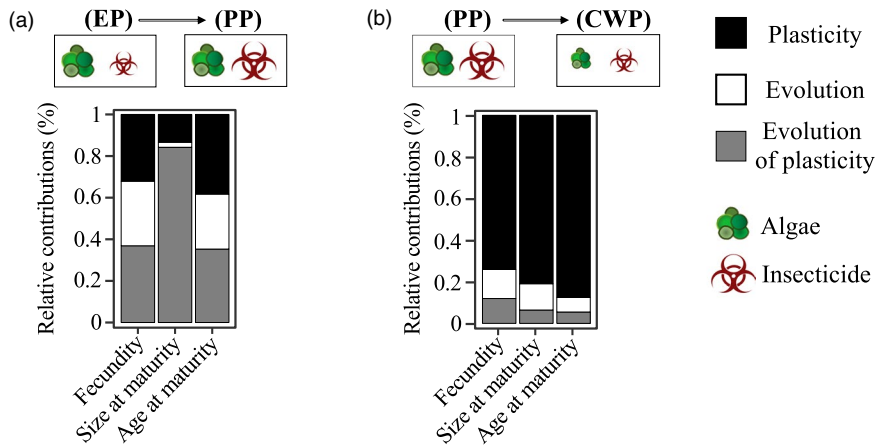 (a)
(EP) (PP)
Relative contributions (%)
1
0.8
0.6
0.4
0.2
0
Fecundity
Size at maturity
Age at maturity
(b)
(PP) (CWP)
Relative contributions (%)
1
0.8
0.6
0.4
0.2
0
Fecundity
Size at maturity
Age at maturity
Plasticity
Evolution
Evolution
of plasticity
Algae
Insecticide